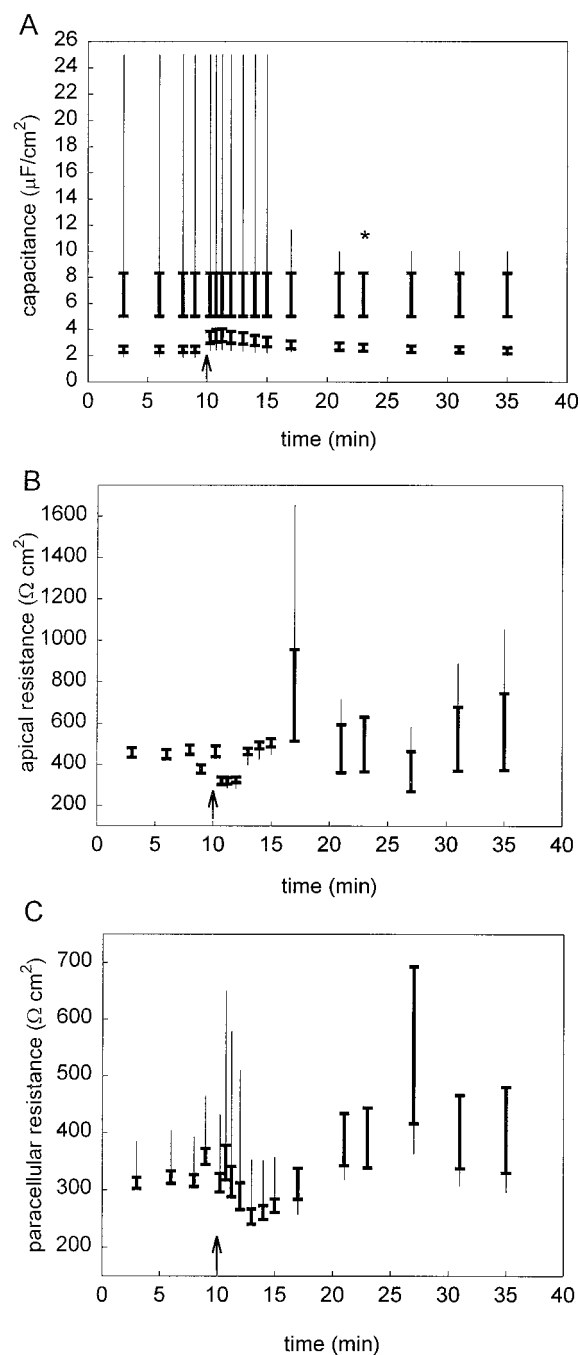 A
26
24
22
20
18
16
14
12
10
8
6
4
2
0
capacitance (µF/cm²)
*
0 5 10 15 20 25 30 35 40
time (min)
B
1600
1400
1200
1000
800
600
400
200
apical resistance (Ω cm²)
0 5 10 15 20 25 30 35 40
time (min)
C
700
600
500
400
300
200
paracellular resistance (Ω cm²)
0 5 10 15 20 25 30 35 40
time (min)